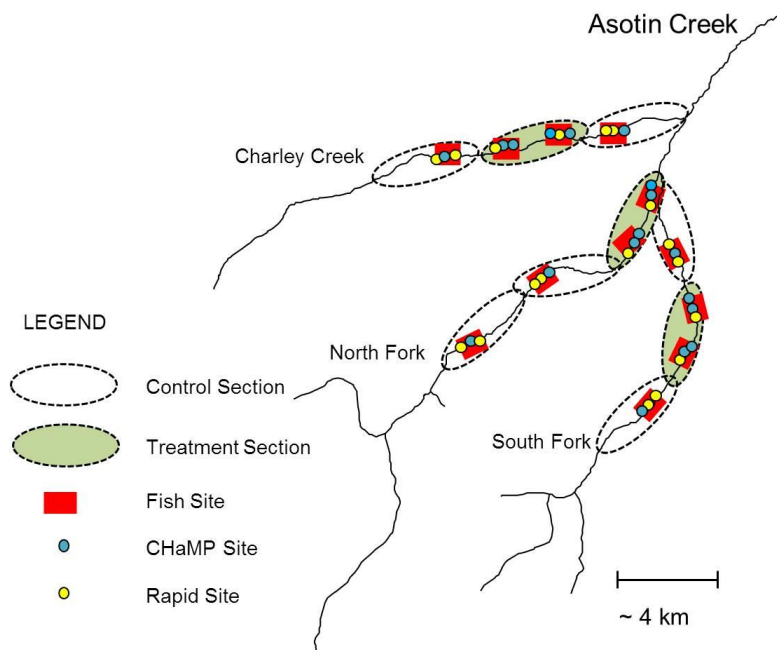 Asotin Creek
Charley Creek
LEGEND
North Fork
Control Section
South Fork
Treatment Section
Fish Site
CHaMP Site
Rapid Site
~ 4 km